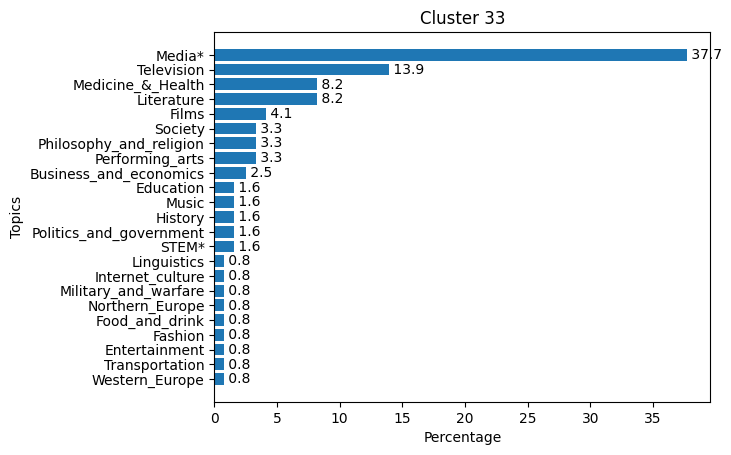 Cluster 33
Media* 37.7
Television 13.9
Medicine_&_Health 8.2
Literature 8.2
Films 4.1
Society 3.3
Philosophy_and_religion 3.3
Performing_arts 3.3
Business_and_economics 2.5
Education 1.6
Music 1.6
History 1.6
Politics_and_government 1.6
STEM* 1.6
Linguistics 0.8
Internet_culture 0.8
Military_and_warfare 0.8
Northern_Europe 0.8
Food_and_drink 0.8
Fashion 0.8
Entertainment 0.8
Transportation 0.8
Western_Europe 0.8
Topics
0 5 10 15 20 25 30 35
Percentage